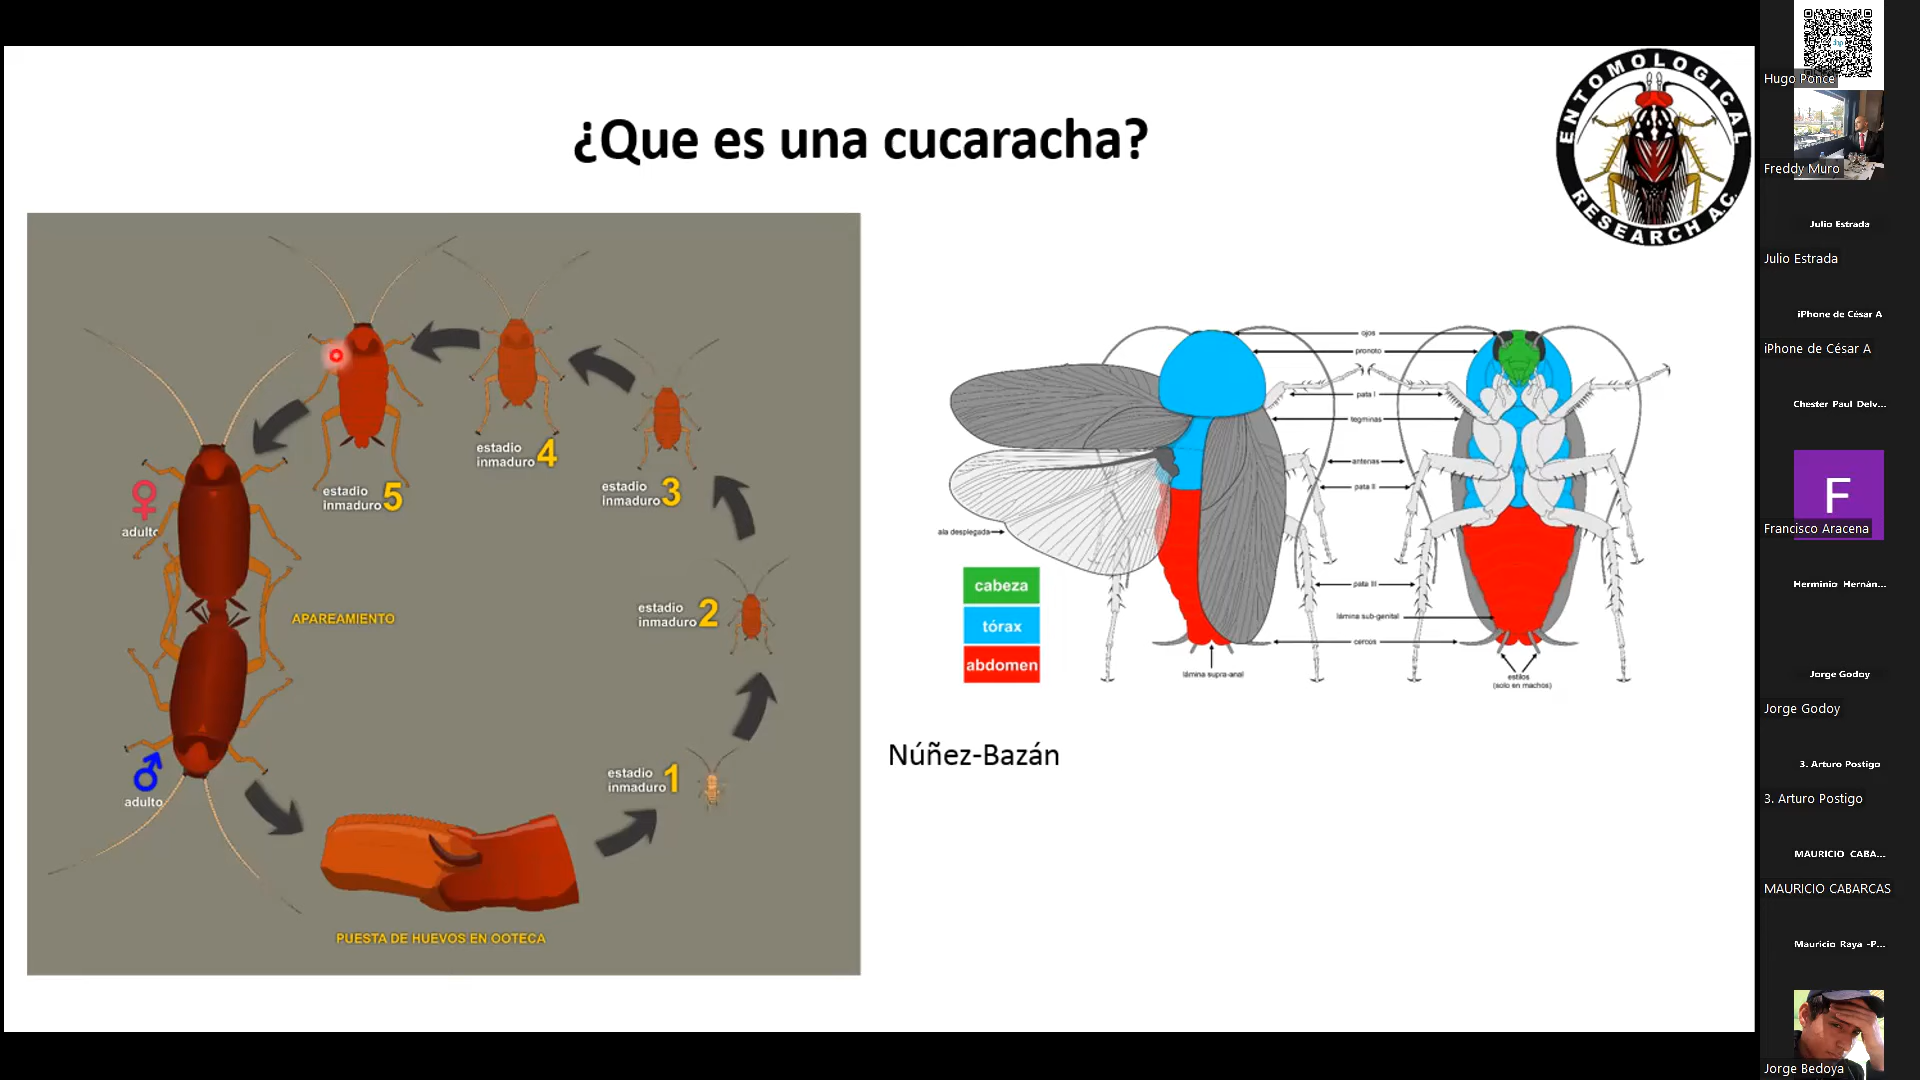 ¿Que es una cucaracha?
ENTOMOLOGICAL
RESEARCH A.C.
estadio
inmaduro 5
estadio
inmaduro 4
estadio
inmaduro 3
estadio
inmaduro 2
estadio
inmaduro 1
adulto
APAREAMIENTO
adulto
PUESTA DE HUEVOS EN OOTECA
ojos
pronoto
pata I
tegminas
antenas
pata II
ala desplegada
pata III
lámina sub-genital
cercos
lámina supra-anal
estilos
(solo en machos)
cabeza
tórax
abdomen
Núñez-Bazán
Hugo Ponce
Freddy Muro
Julio Estrada
Julio Estrada
iPhone de César A
iPhone de César A
Chester Paul Delv...
F
Francisco Aracena
Herminio Hernán...
Jorge Godoy
Jorge Godoy
3. Arturo Postigo
3. Arturo Postigo
MAURICIO CABA...
MAURICIO CABARCAS
Mauricio Raya -P...
Jorge Bedoya